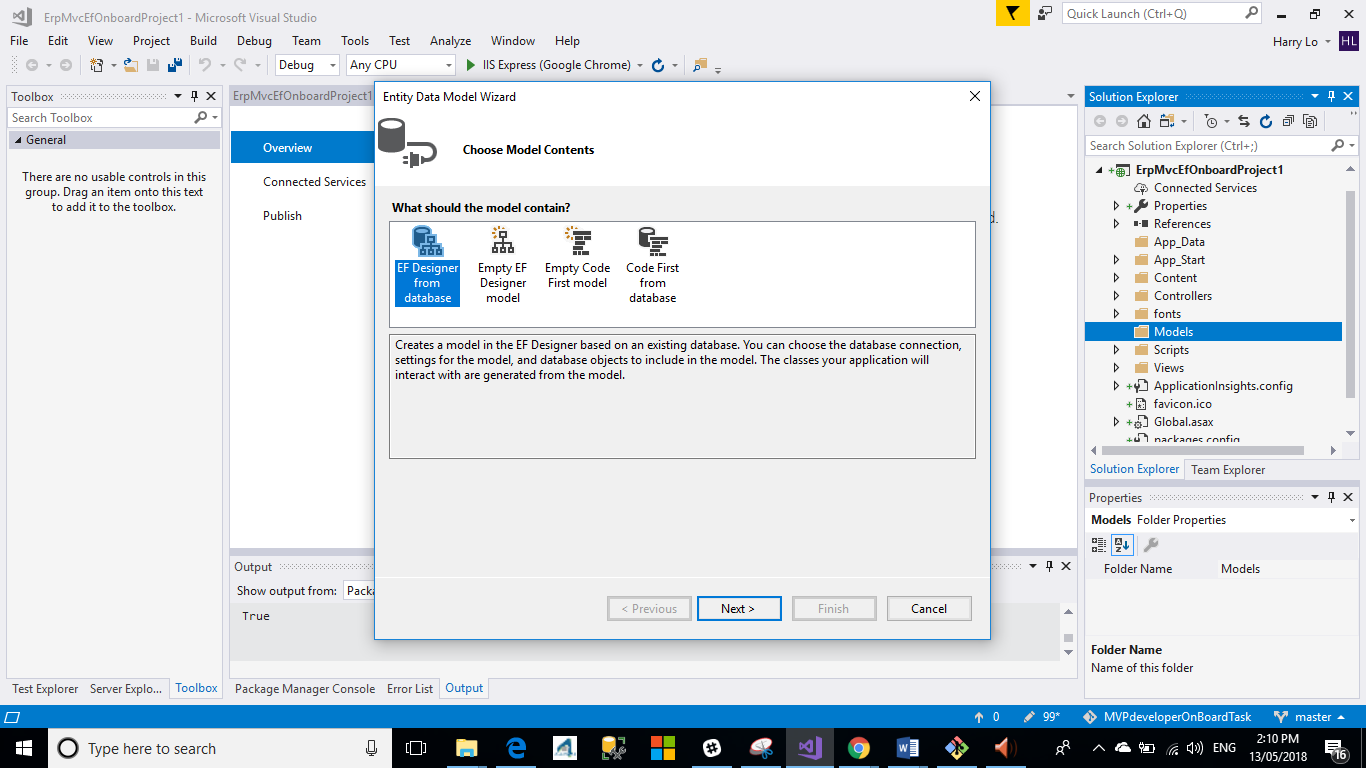 ErpMvcEfOnboardProject1 - Microsoft Visual Studio
Quick Launch (Ctrl+Q)
File Edit View Project Build Debug Team Tools Test Analyze Window Help
Harry Lo HL
Debug Any CPU IIS Express (Google Chrome)
Toolbox
Search Toolbox
General
There are no usable controls in this
group. Drag an item onto this text
to add it to the toolbox.
ErpMvcEfOnboardProject1
Overview
Connected Services
Publish
Entity Data Model Wizard
Choose Model Contents
What should the model contain?
EF Designer from database
Empty EF Designer model
Empty Code First model
Code First from database
Creates a model in the EF Designer based on an existing database. You can choose the database connection,
settings for the model, and database objects to include in the model. The classes your application will
interact with are generated from the model.
< Previous Next > Finish Cancel
Output
Show output from:
True
Solution Explorer
Search Solution Explorer (Ctrl+;)
ErpMvcEfOnboardProject1
Connected Services
Properties
References
App_Data
App_Start
Content
Controllers
fonts
Models
Scripts
Views
ApplicationInsights.config
favicon.ico
Global.asax
packages.config
Solution Explorer Team Explorer
Properties
Models Folder Properties
Folder Name Models
Folder Name
Name of this folder
Test Explorer Server Explo... Toolbox
Package Manager Console Error List Output
0 99* MVPdeveloperOnBoardTask master
Type here to search
ENG
2:10 PM
13/05/2018
16